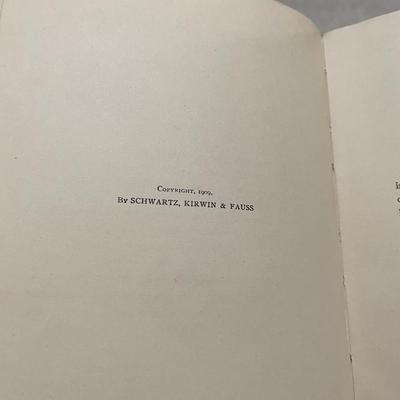 Copyright, 1909,
By SCHWARTZ, KIRWIN & FAUSS